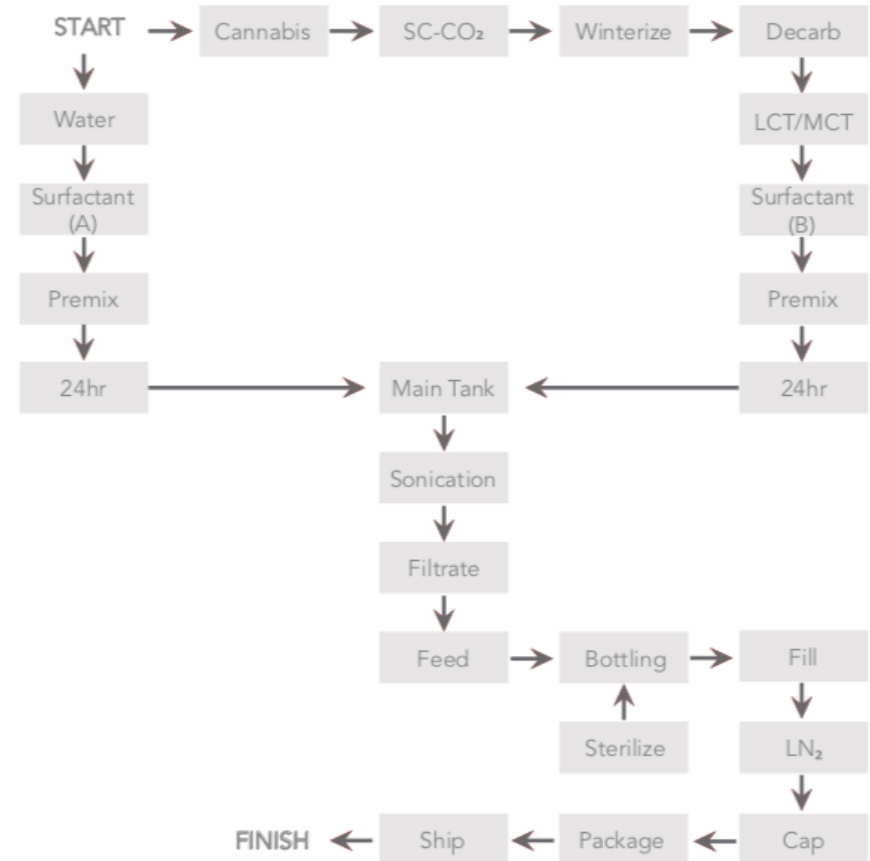 START
Cannabis
SC-CO₂
Winterize
Decarb
Water
LCT/MCT
Surfactant
(A)
Surfactant
(B)
Premix
Premix
24hr
Main Tank
24hr
Sonication
Filtrate
Feed
Bottling
Fill
Sterilize
LN₂
FINISH
Ship
Package
Cap